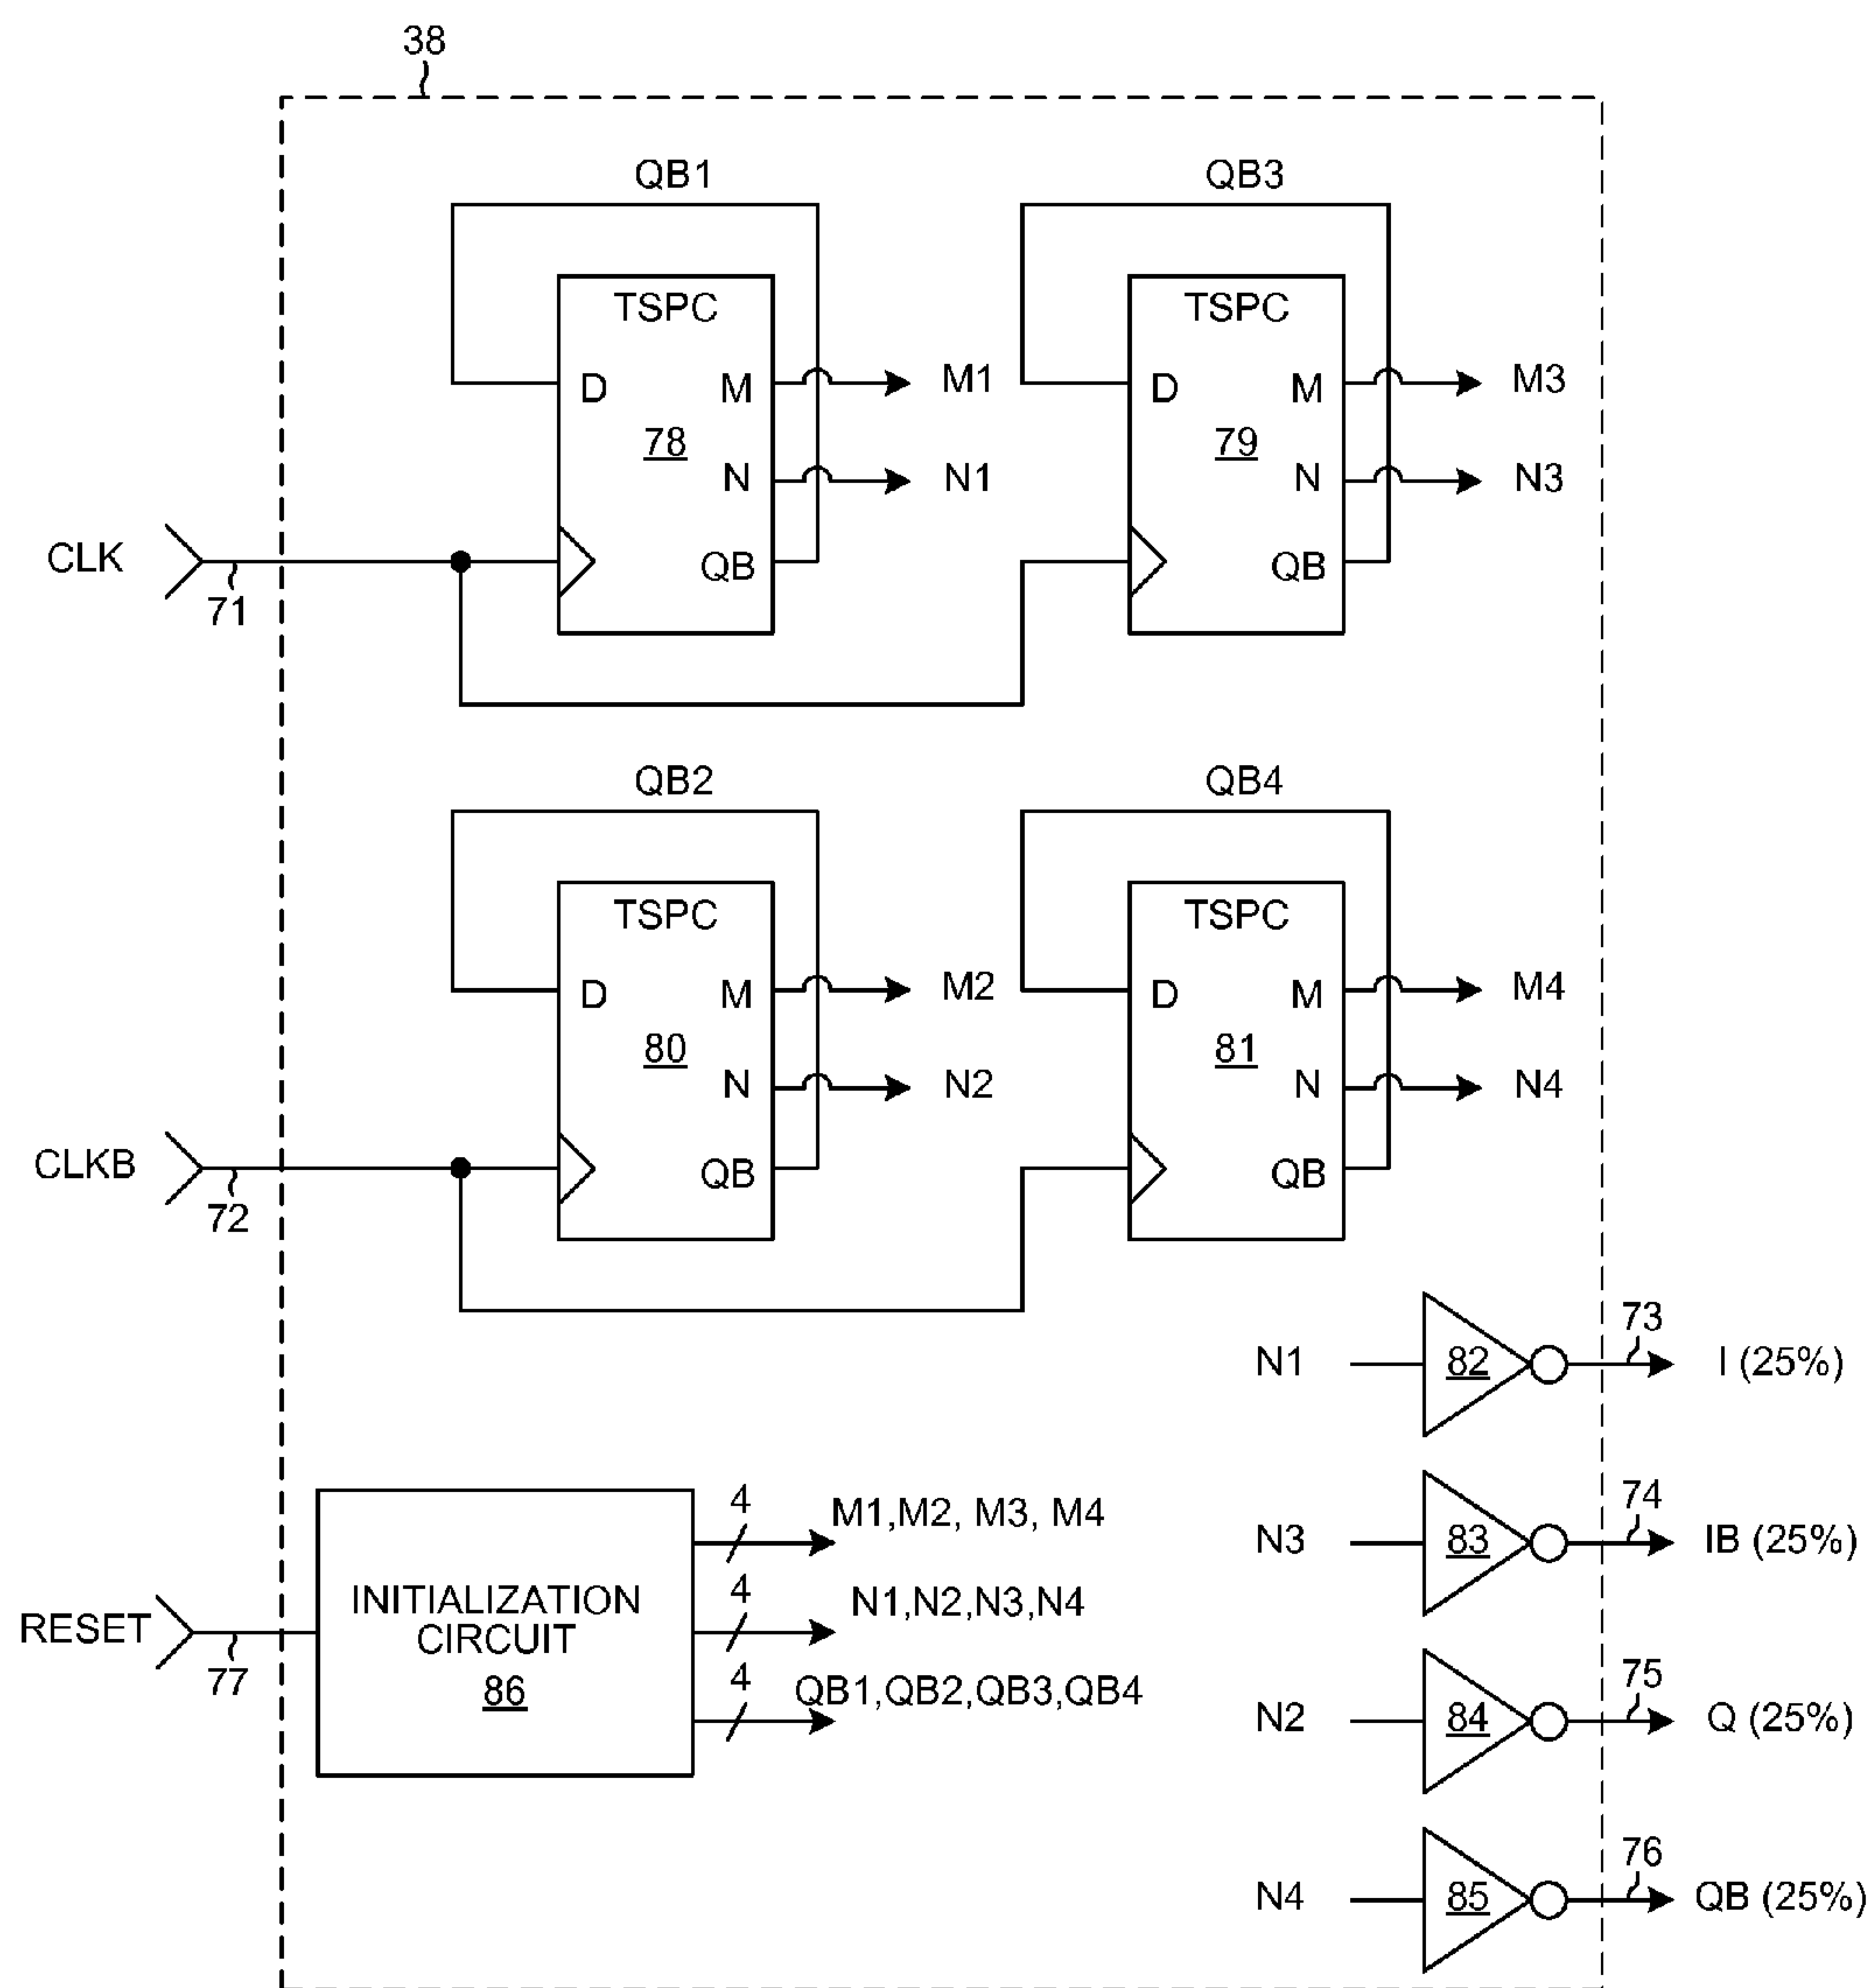 38
QB1
QB3
TSPC
TSPC
D
M
M1
D
M
M3
78
79
N
N1
N
N3
CLK
QB
QB
71
QB2
QB4
TSPC
TSPC
D
M
M2
D
M
M4
80
81
N
N2
N
N4
CLKB
QB
QB
72
N1
82
73
I (25%)
N3
83
74
IB (25%)
4
M1,M2, M3, M4
INITIALIZATION
CIRCUIT
86
4
N1,N2,N3,N4
RESET
77
4
QB1,QB2,QB3,QB4
N2
84
75
Q (25%)
N4
85
76
QB (25%)